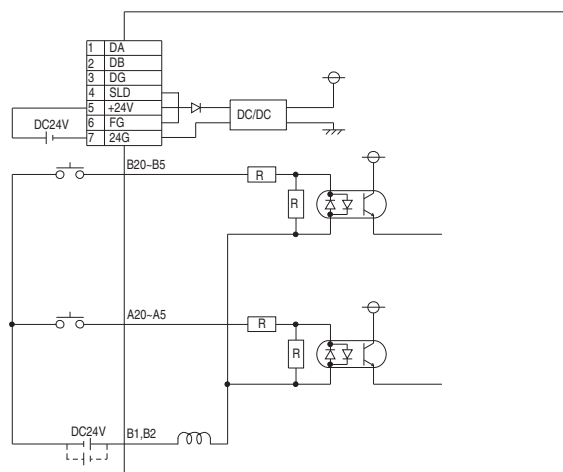 1 DA
2 DB
3 DG
4 SLD
5 +24V
6 FG
7 24G
DC/DC
DC24V
B20~B5
R
R
A20~A5
R
R
DC24V
B1,B2